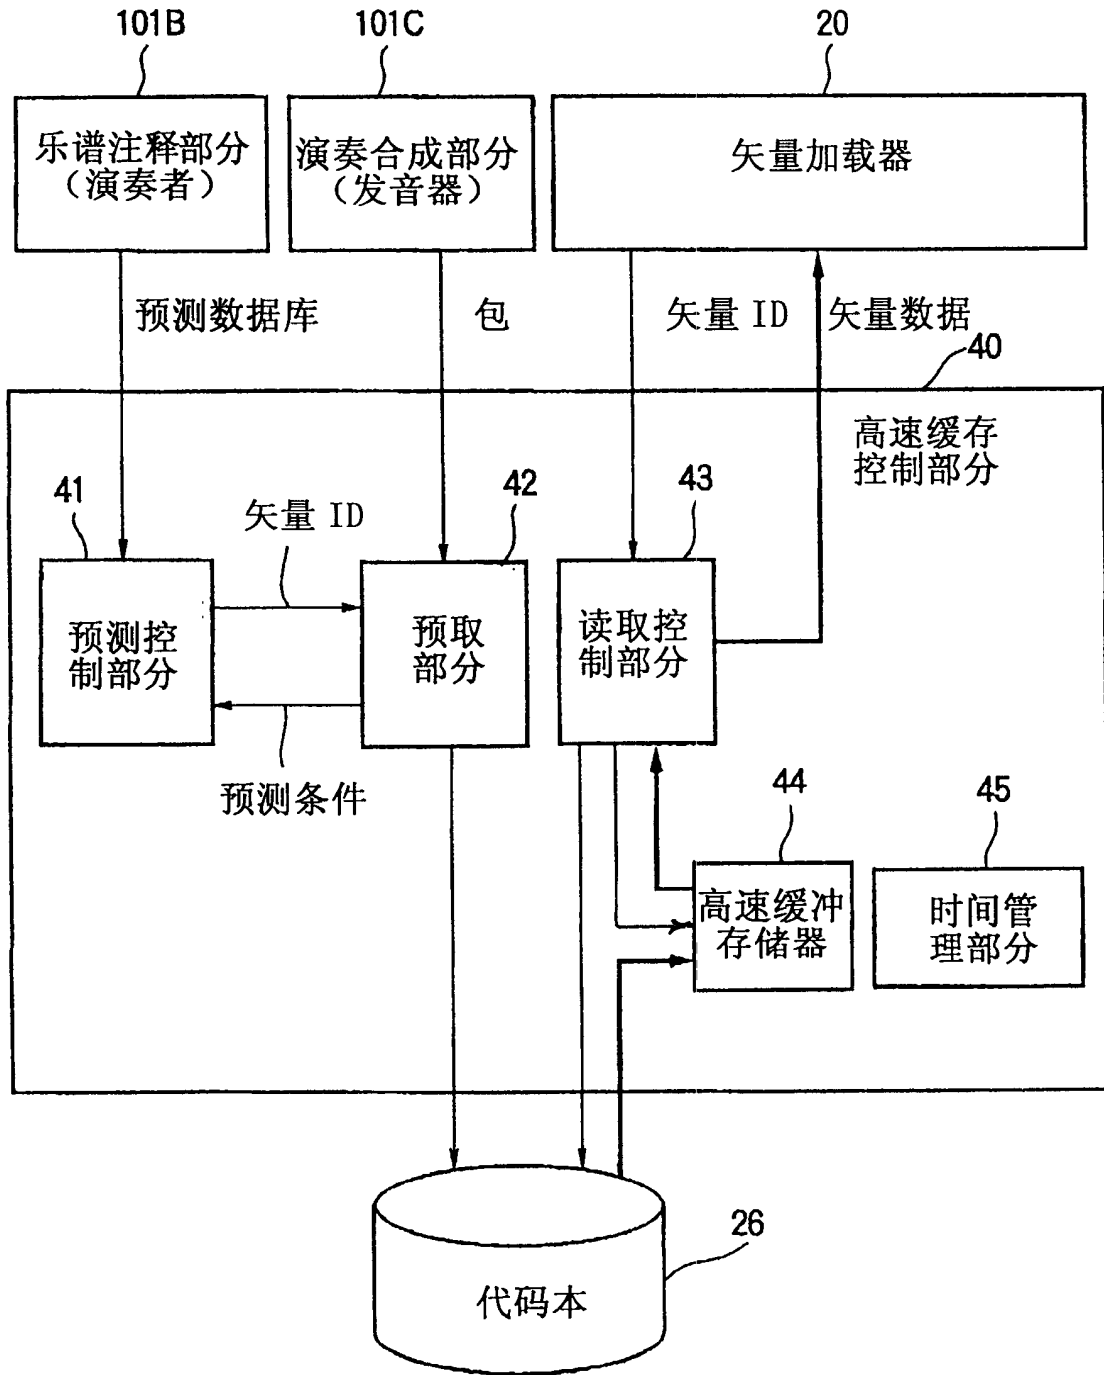 101B
101C
20
乐谱注释部分
（演奏者）
演奏合成部分
（发音器）
矢量加载器
预测数据库
包
矢量 ID
矢量数据
40
高速缓存
控制部分
41
矢量 ID
42
43
预测控
制部分
预取
部分
读取控
制部分
预测条件
44
45
高速缓冲
存储器
时间管
理部分
26
代码本